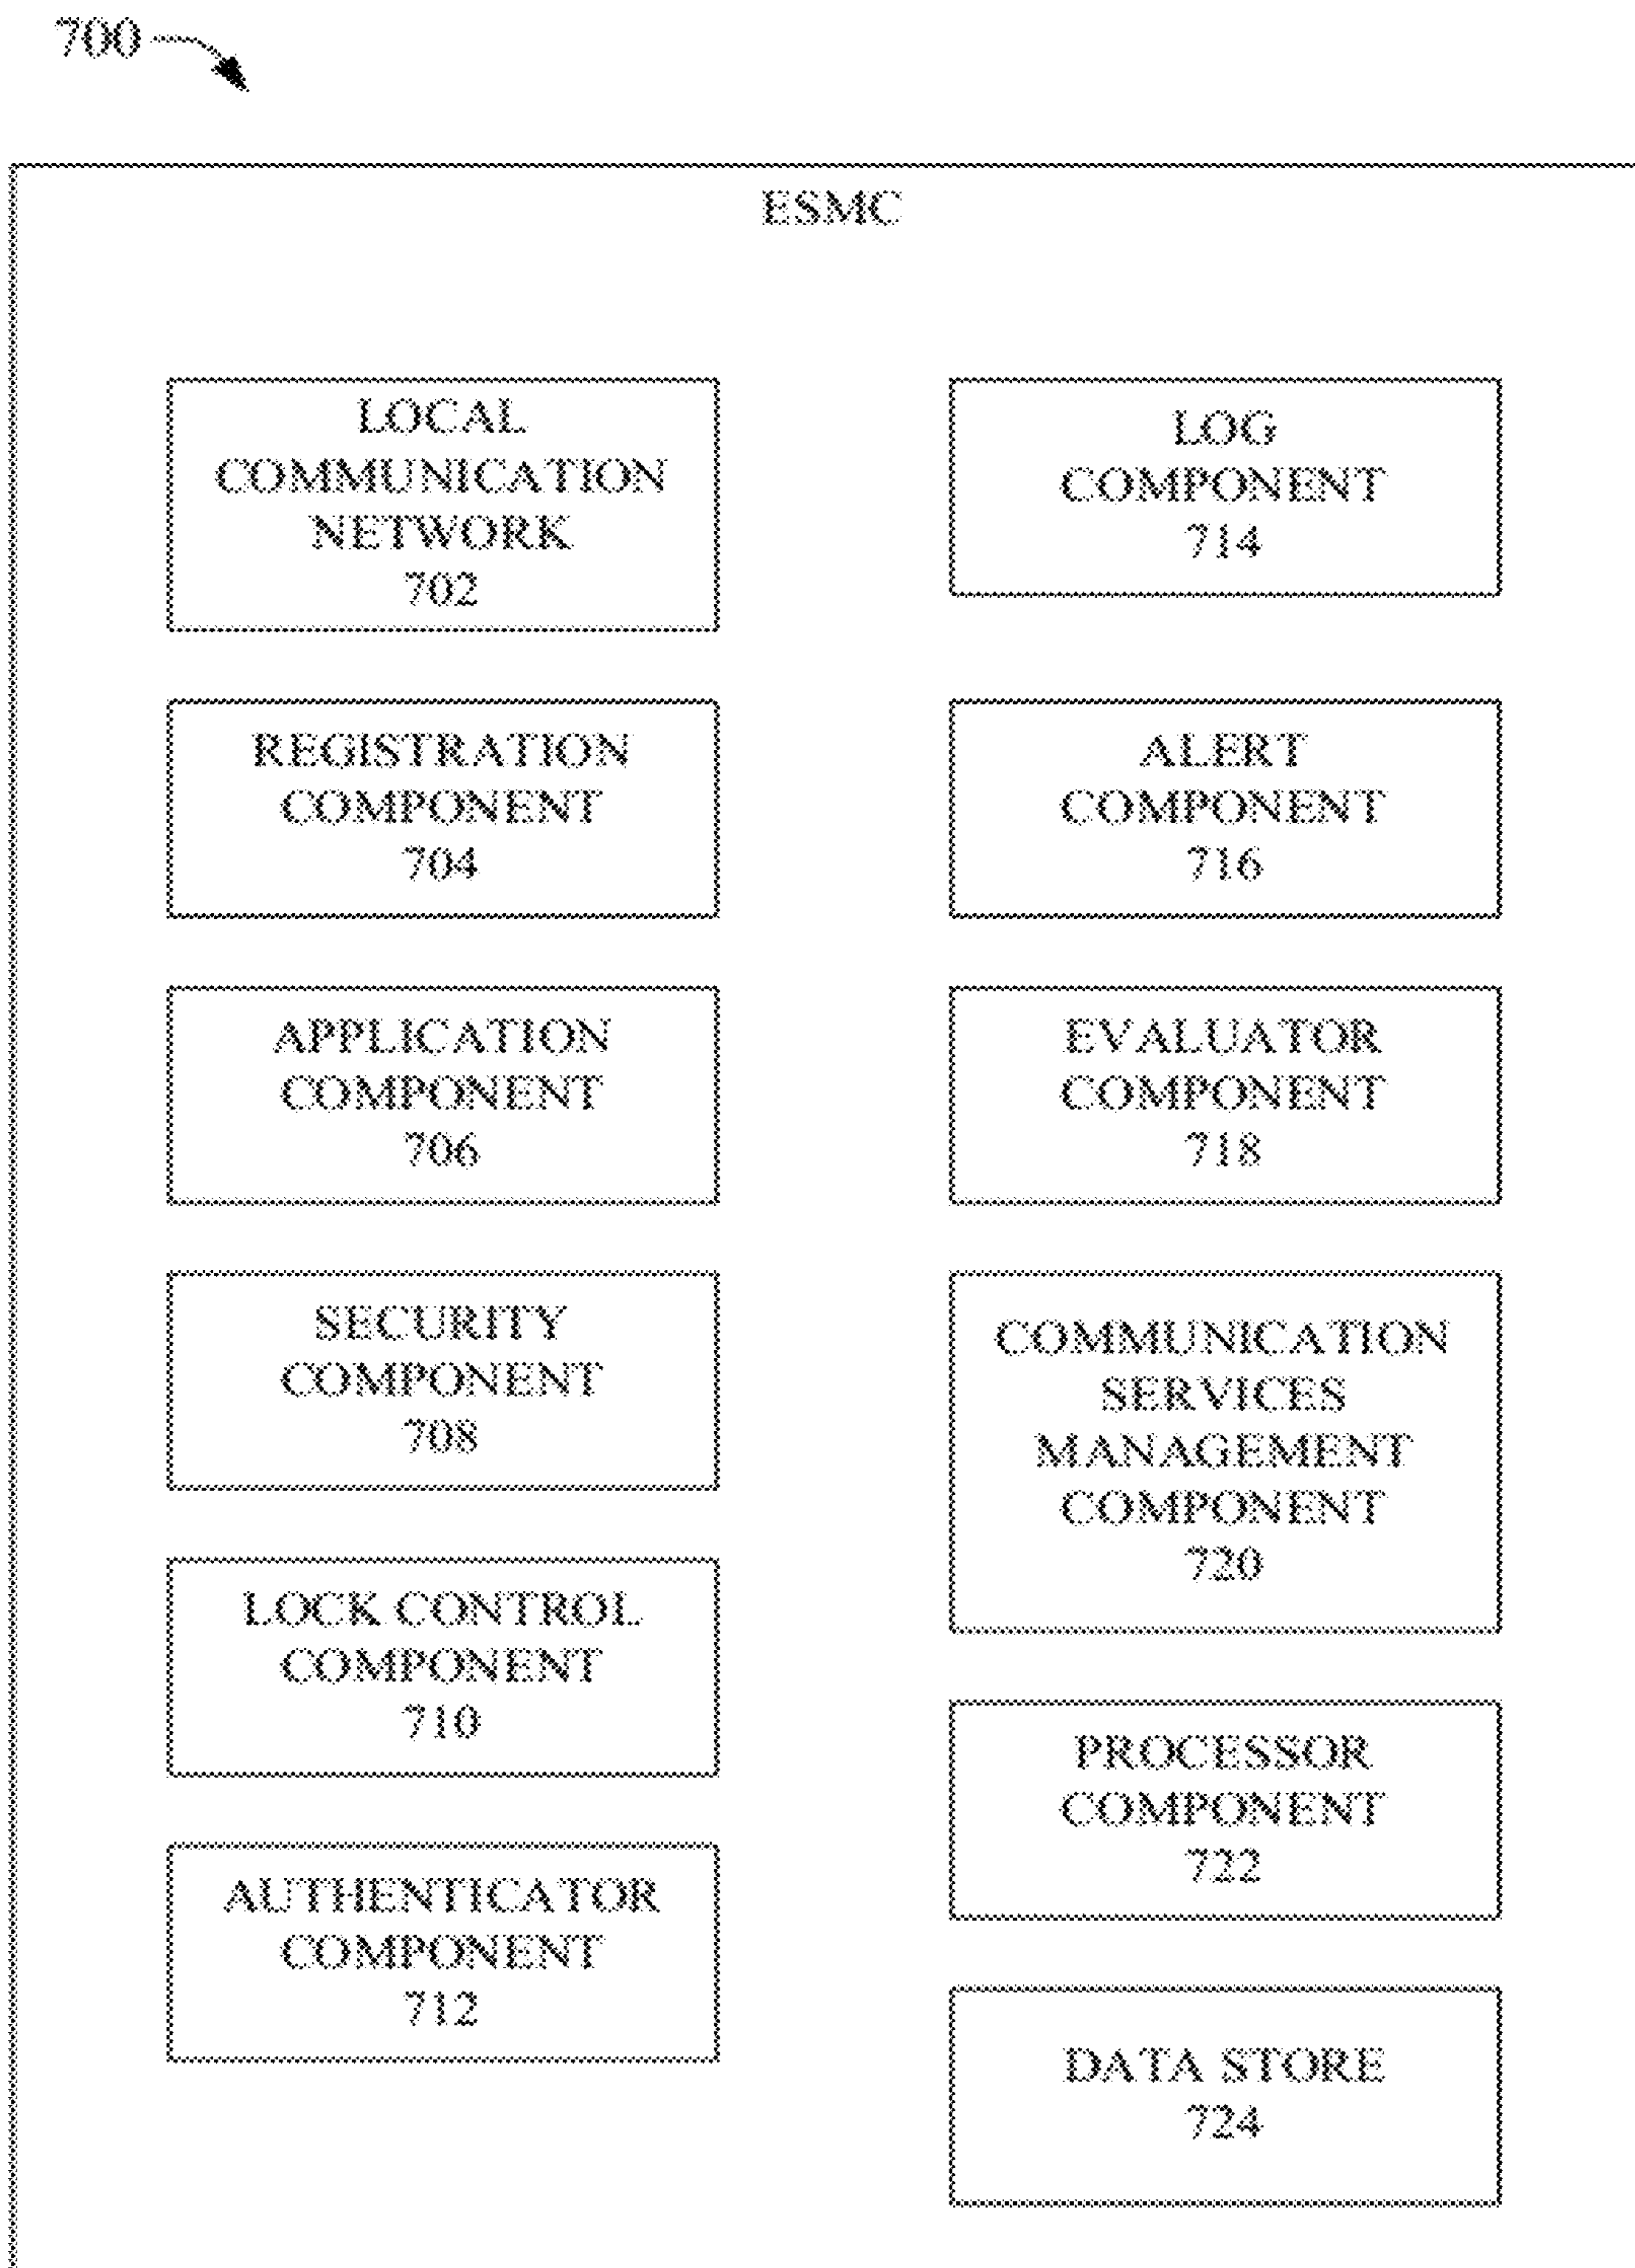 700
ESMC
LOCAL
COMMUNICATION
NETWORK
702
REGISTRATION
COMPONENT
704
APPLICATION
COMPONENT
706
SECURITY
COMPONENT
708
LOCK CONTROL
COMPONENT
710
AUTHENTICATOR
COMPONENT
712
LOG
COMPONENT
714
ALERT
COMPONENT
716
EVALUATOR
COMPONENT
718
COMMUNICATION
SERVICES
MANAGEMENT
COMPONENT
720
PROCESSOR
COMPONENT
722
DATA STORE
724